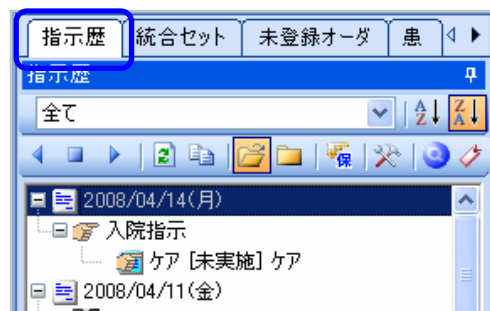 指示歴 統合セット 未登録オーダ 患
指示歴
全て
保
2008/04/14(月)
入院指示
ケア [未実施] ケア
2008/04/11(金)